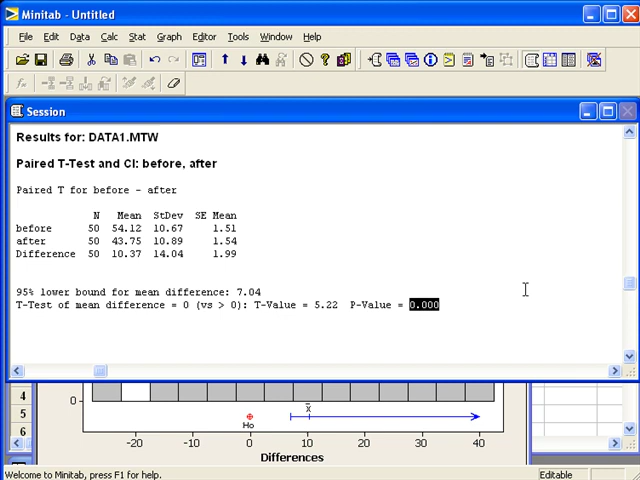 Minitab - Untitled
File Edit Data Calc Stat Graph Editor Tools Window Help
Session
Results for: DATA1.MTW
Paired T-Test and CI: before, after
Paired T for before - after
N Mean StDev SE Mean
before 50 54.12 10.67 1.51
after 50 43.75 10.89 1.54
Difference 50 10.37 14.04 1.99
95% lower bound for mean difference: 7.04
T-Test of mean difference = 0 (vs > 0): T-Value = 5.22 P-Value = 0.000
4
5
6
0
x̄
Ho
-20 -10 0 10 20 30 40
Differences
Welcome to Minitab, press F1 for help.
Editable